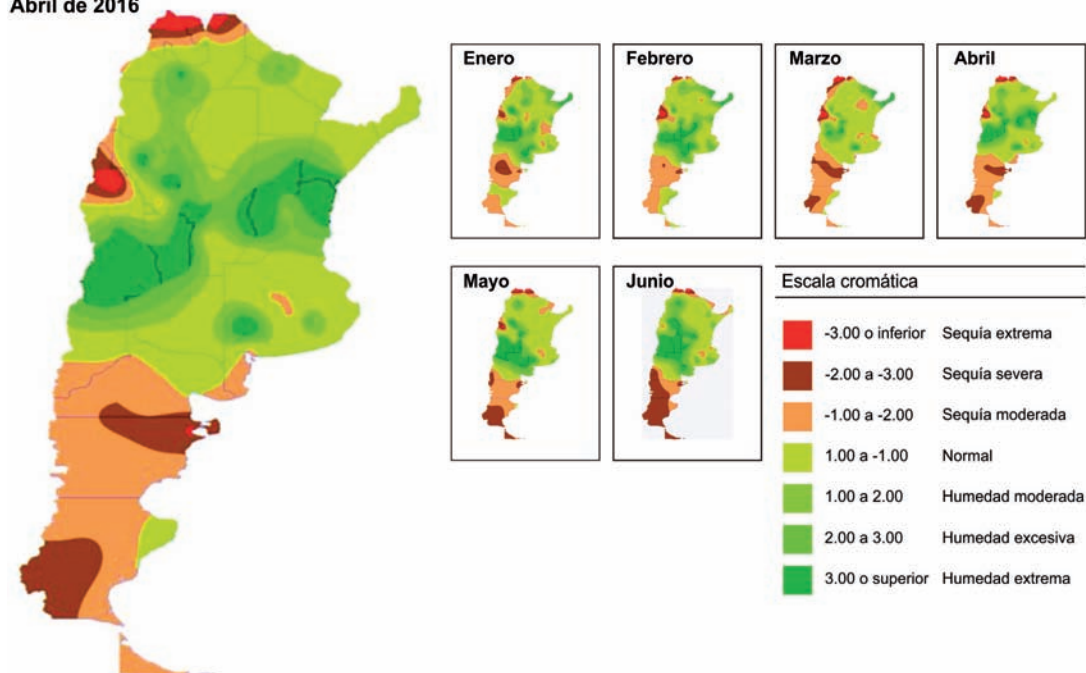 Abril de 2016
Enero
Febrero
Marzo
Abril
Mayo
Junio
Escala cromática
-3.00 o inferior Sequía extrema
-2.00 a -3.00 Sequía severa
-1.00 a -2.00 Sequía moderada
1.00 a -1.00 Normal
1.00 a 2.00 Humedad moderada
2.00 a 3.00 Humedad excesiva
3.00 o superior Humedad extrema